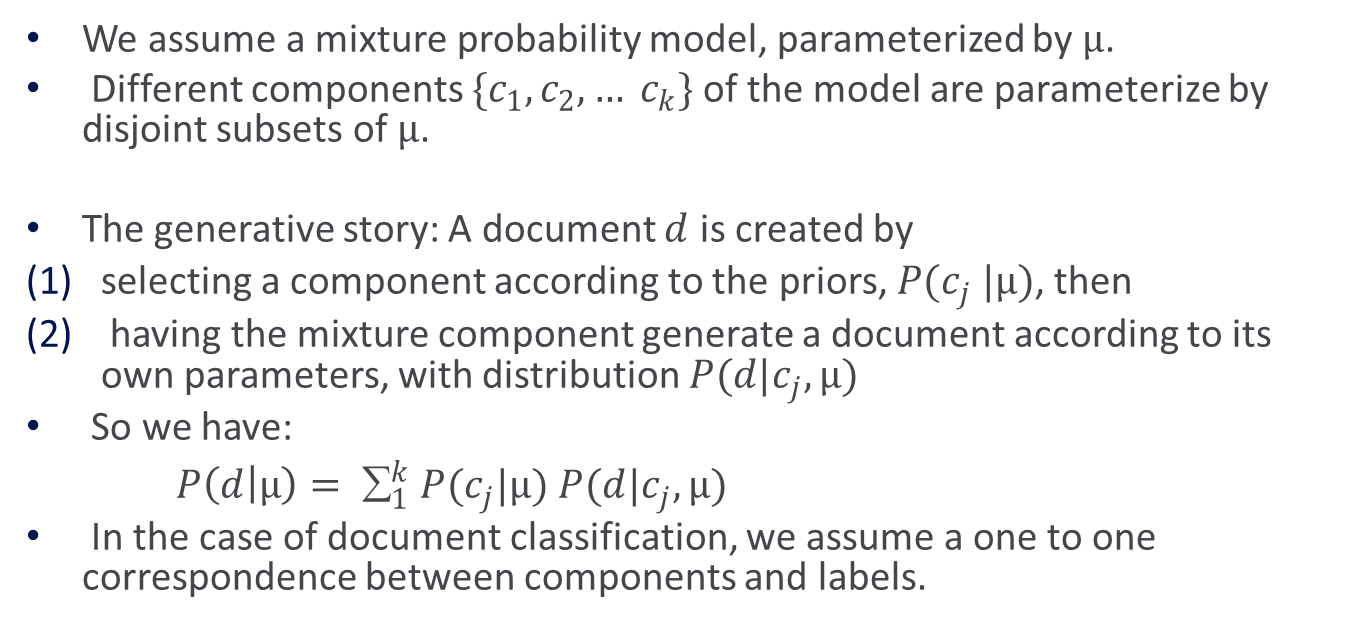 • We assume a mixture probability model, parameterized by μ.
• Different components {c₁, c₂, … cₖ} of the model are parameterize by
disjoint subsets of μ.
• The generative story: A document d is created by
(1) selecting a component according to the priors, P(cⱼ |μ), then
(2) having the mixture component generate a document according to its
own parameters, with distribution P(d|cⱼ, μ)
• So we have:
P(d|μ) = ∑₁ᵏ P(cⱼ|μ) P(d|cⱼ, μ)
• In the case of document classification, we assume a one to one
correspondence between components and labels.